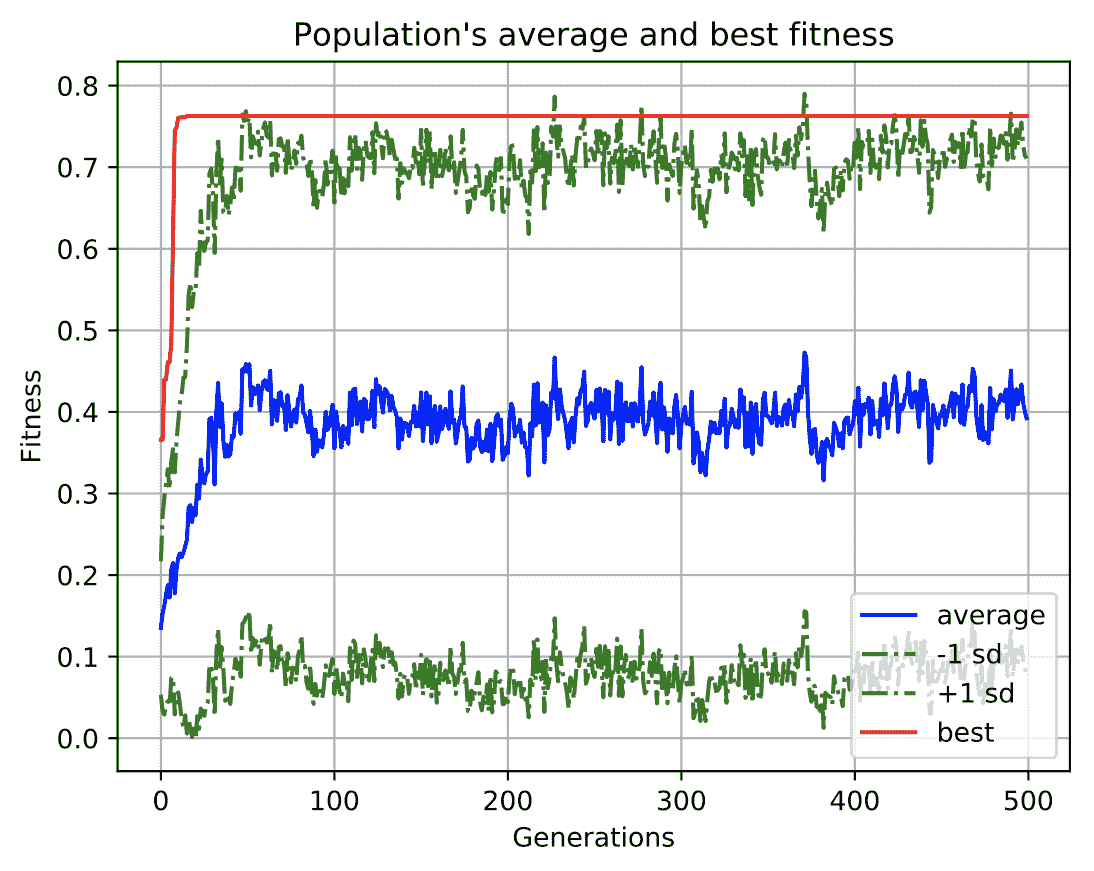 Population's average and best fitness
0.8
0.7
0.6
0.5
0.4
0.3
0.2
0.1
0.0
Fitness
average
-1 sd
+1 sd
best
0 100 200 300 400 500
Generations